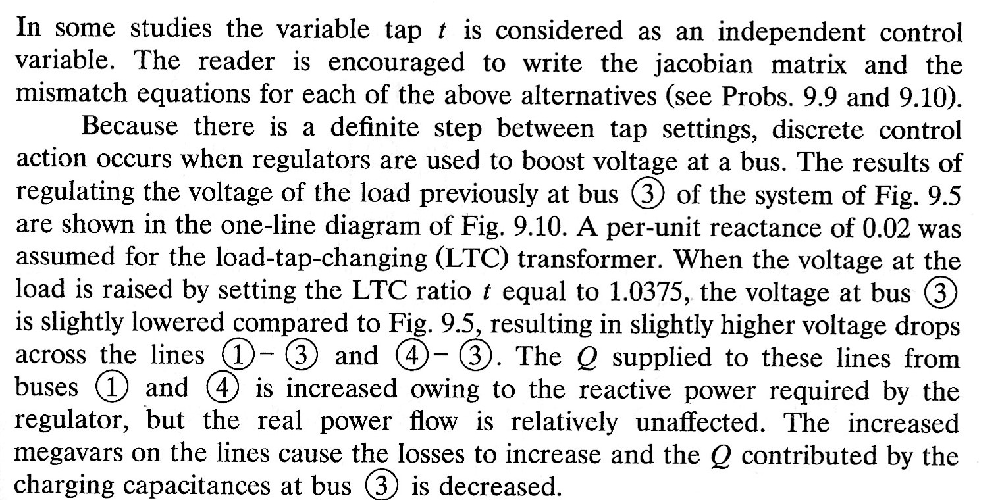 In some studies the variable tap t is considered as an independent control
variable. The reader is encouraged to write the jacobian matrix and the
mismatch equations for each of the above alternatives (see Probs. 9.9 and 9.10).
Because there is a definite step between tap settings, discrete control
action occurs when regulators are used to boost voltage at a bus. The results of
regulating the voltage of the load previously at bus ③ of the system of Fig. 9.5
are shown in the one-line diagram of Fig. 9.10. A per-unit reactance of 0.02 was
assumed for the load-tap-changing (LTC) transformer. When the voltage at the
load is raised by setting the LTC ratio t equal to 1.0375, the voltage at bus ③
is slightly lowered compared to Fig. 9.5, resulting in slightly higher voltage drops
across the lines ①– ③ and ④– ③. The Q supplied to these lines from
buses ① and ④ is increased owing to the reactive power required by the
regulator, but the real power flow is relatively unaffected. The increased
megavars on the lines cause the losses to increase and the Q contributed by the
charging capacitances at bus ③ is decreased.